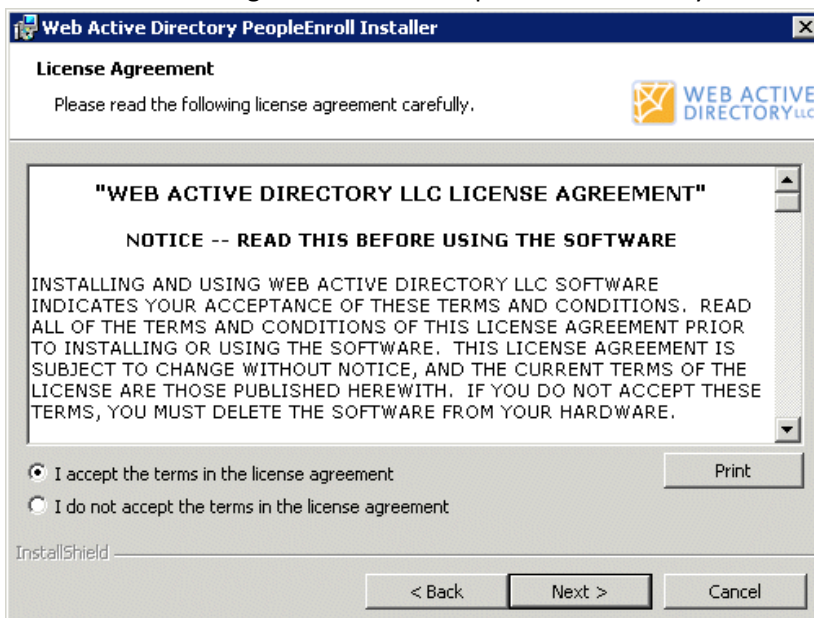 Web Active Directory PeopleEnroll Installer
License Agreement
Please read the following license agreement carefully.
WEB ACTIVE
DIRECTORY LLC
"WEB ACTIVE DIRECTORY LLC LICENSE AGREEMENT"
NOTICE -- READ THIS BEFORE USING THE SOFTWARE
INSTALLING AND USING WEB ACTIVE DIRECTORY LLC SOFTWARE
INDICATES YOUR ACCEPTANCE OF THESE TERMS AND CONDITIONS. READ
ALL OF THE TERMS AND CONDITIONS OF THIS LICENSE AGREEMENT PRIOR
TO INSTALLING OR USING THE SOFTWARE. THIS LICENSE AGREEMENT IS
SUBJECT TO CHANGE WITHOUT NOTICE, AND THE CURRENT TERMS OF THE
LICENSE ARE THOSE PUBLISHED HEREWITH. IF YOU DO NOT ACCEPT THESE
TERMS, YOU MUST DELETE THE SOFTWARE FROM YOUR HARDWARE.
I accept the terms in the license agreement
Print
I do not accept the terms in the license agreement
InstallShield
< Back
Next >
Cancel